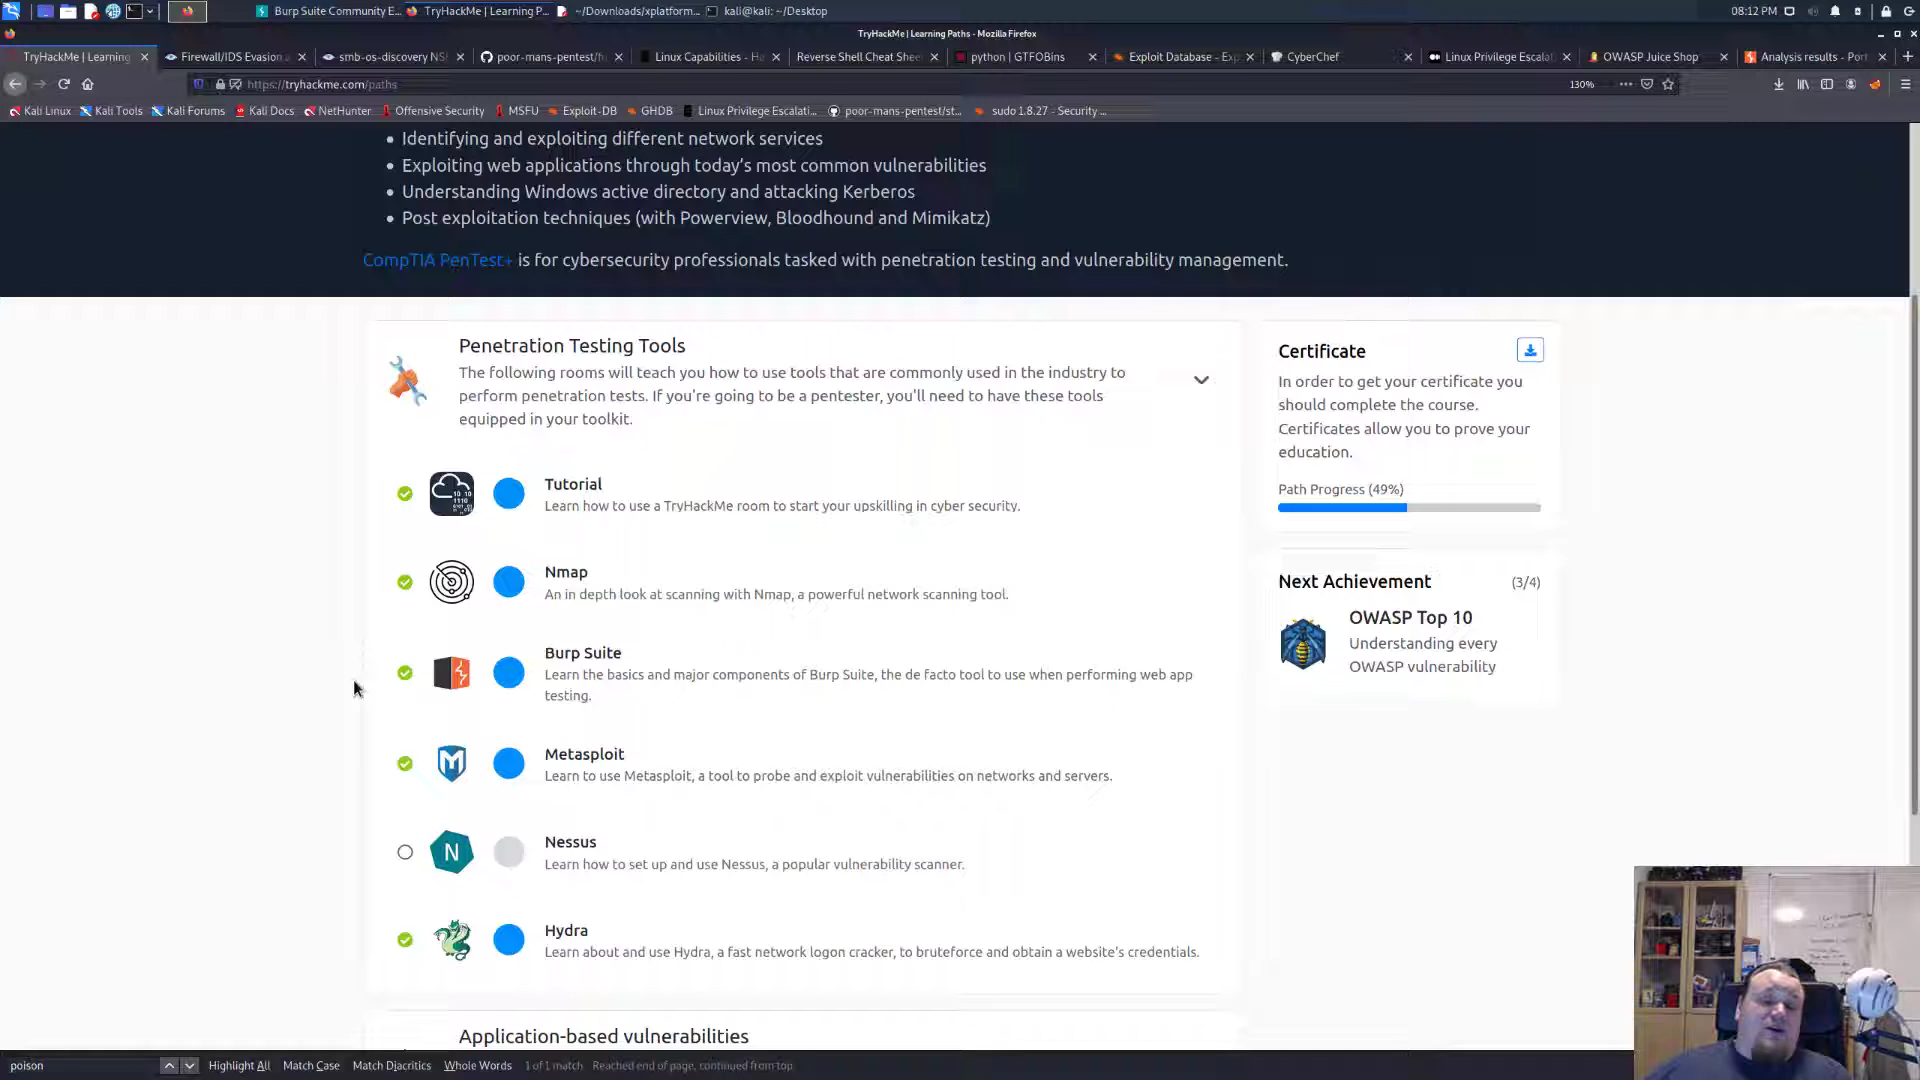 Burp Suite Community E...
TryHackMe | Learning P...
~/Downloads/xplatform...
kali@kali: ~/Desktop
08:12 PM
TryHackMe | Learning Paths - Mozilla Firefox
TryHackMe | Learning
Firewall/IDS Evasion
smb-os-discovery NS
poor-mans-pentest/
Linux Capabilities - Ha
Reverse Shell Cheat Shee
python | GTFOBins
Exploit Database - Exp
CyberChef
Linux Privilege Escalat
OWASP Juice Shop
Analysis results - Port
https://tryhackme.com/paths
130%
Kali Linux
Kali Tools
Kali Forums
Kali Docs
NetHunter
Offensive Security
MSFU
Exploit-DB
GHDB
Linux Privilege Escalati...
poor-mans-pentest/st...
sudo 1.8.27 - Security ...
Identifying and exploiting different network services
Exploiting web applications through today's most common vulnerabilities
Understanding Windows active directory and attacking Kerberos
Post exploitation techniques (with Powerview, Bloodhound and Mimikatz)
CompTIA PenTest+ is for cybersecurity professionals tasked with penetration testing and vulnerability management.
Penetration Testing Tools
The following rooms will teach you how to use tools that are commonly used in the industry to
perform penetration tests. If you're going to be a pentester, you'll need to have these tools
equipped in your toolkit.
Tutorial
Learn how to use a TryHackMe room to start your upskilling in cyber security.
Nmap
An in depth look at scanning with Nmap, a powerful network scanning tool.
Burp Suite
Learn the basics and major components of Burp Suite, the de facto tool to use when performing web app
testing.
M
Metasploit
Learn to use Metasploit, a tool to probe and exploit vulnerabilities on networks and servers.
N
Nessus
Learn how to set up and use Nessus, a popular vulnerability scanner.
Hydra
Learn about and use Hydra, a fast network logon cracker, to bruteforce and obtain a website's credentials.
Application-based vulnerabilities
Certificate
In order to get your certificate you
should complete the course.
Certificates allow you to prove your
education.
Path Progress (49%)
Next Achievement (3/4)
OWASP Top 10
Understanding every
OWASP vulnerability
poison
Highlight All
Match Case
Match Diacritics
Whole Words
1 of 1 match
Reached end of page, continued from top